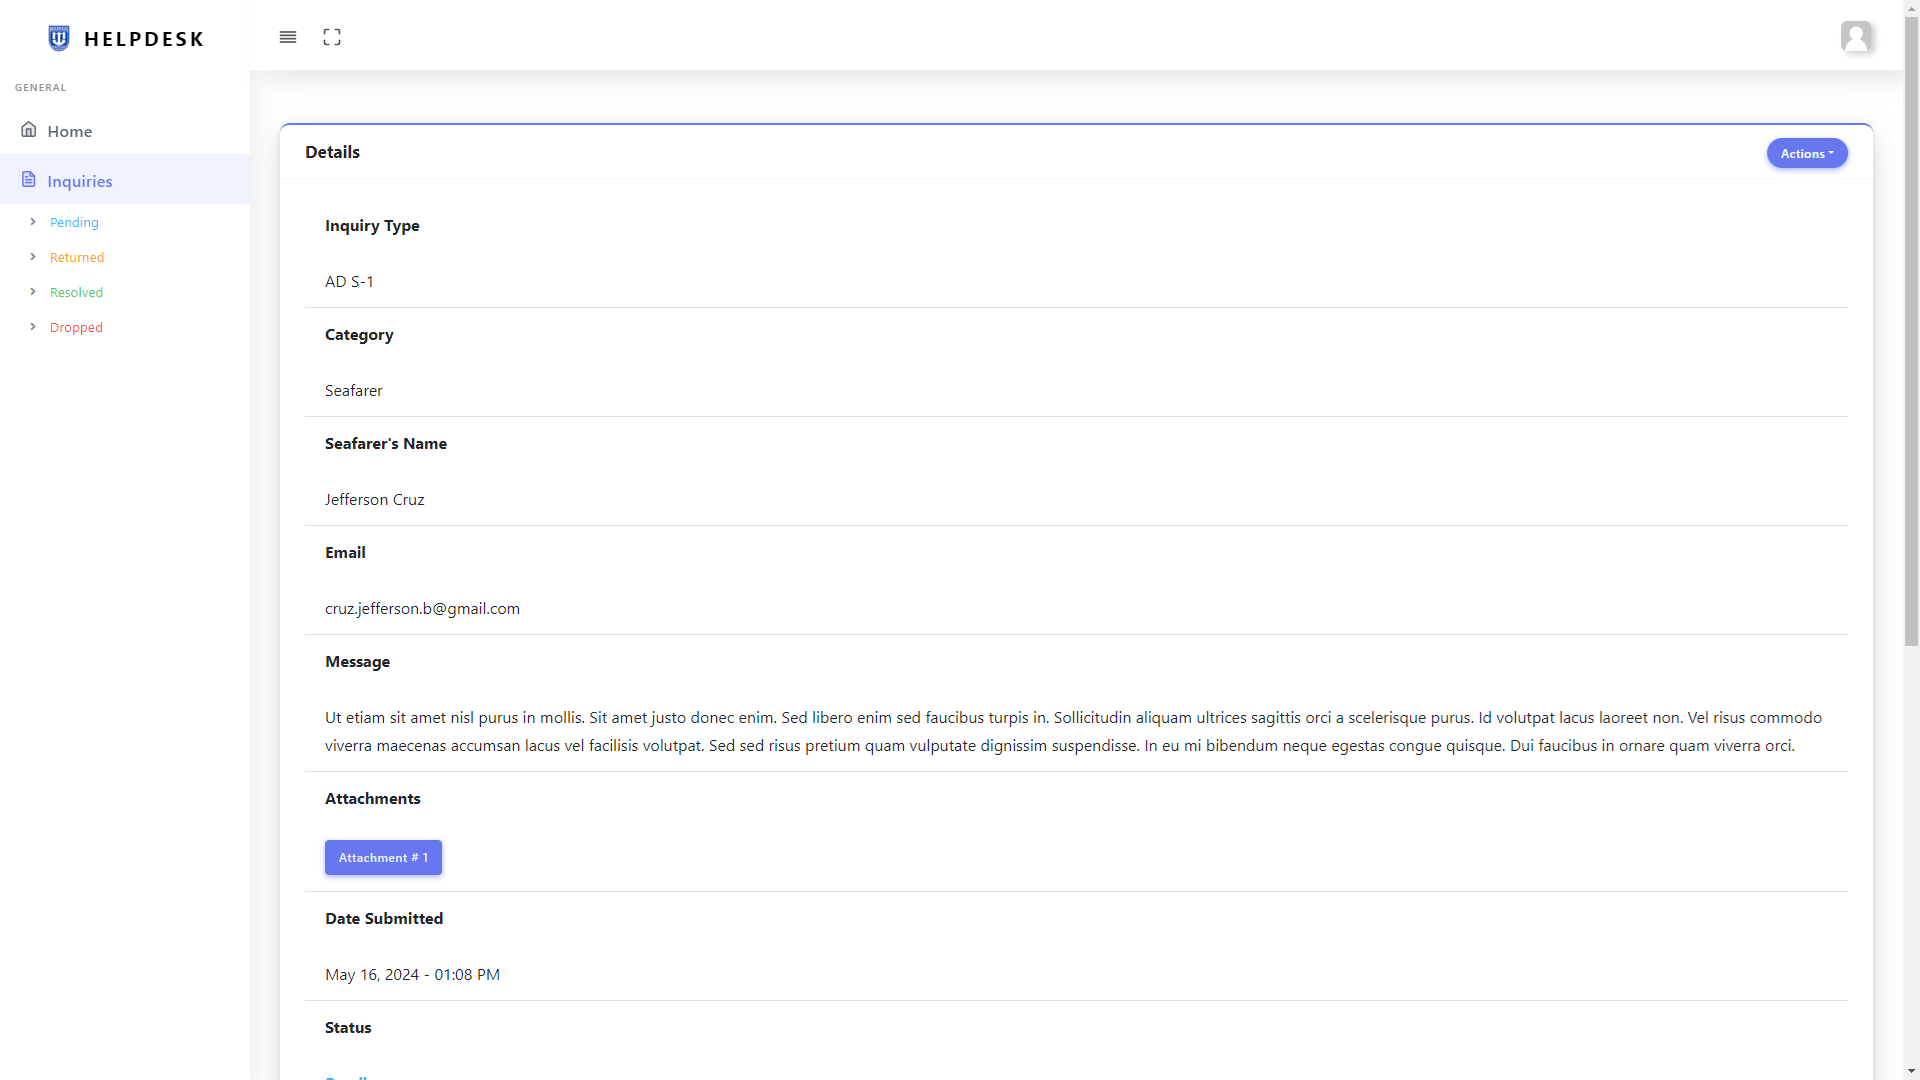 HELPDESK
GENERAL
Home
Inquiries
Pending
Returned
Resolved
Dropped
Details
Actions
Inquiry Type
AD S-1
Category
Seafarer
Seafarer's Name
Jefferson Cruz
Email
cruz.jefferson.b@gmail.com
Message
Ut etiam sit amet nisl purus in mollis. Sit amet justo donec enim. Sed libero enim sed faucibus turpis in. Sollicitudin aliquam ultrices sagittis orci a scelerisque purus. Id volutpat lacus laoreet non. Vel risus commodo
viverra maecenas accumsan lacus vel facilisis volutpat. Sed sed risus pretium quam vulputate dignissim suspendisse. In eu mi bibendum neque egestas congue quisque. Dui faucibus in ornare quam viverra orci.
Attachments
Attachment # 1
Date Submitted
May 16, 2024 - 01:08 PM
Status